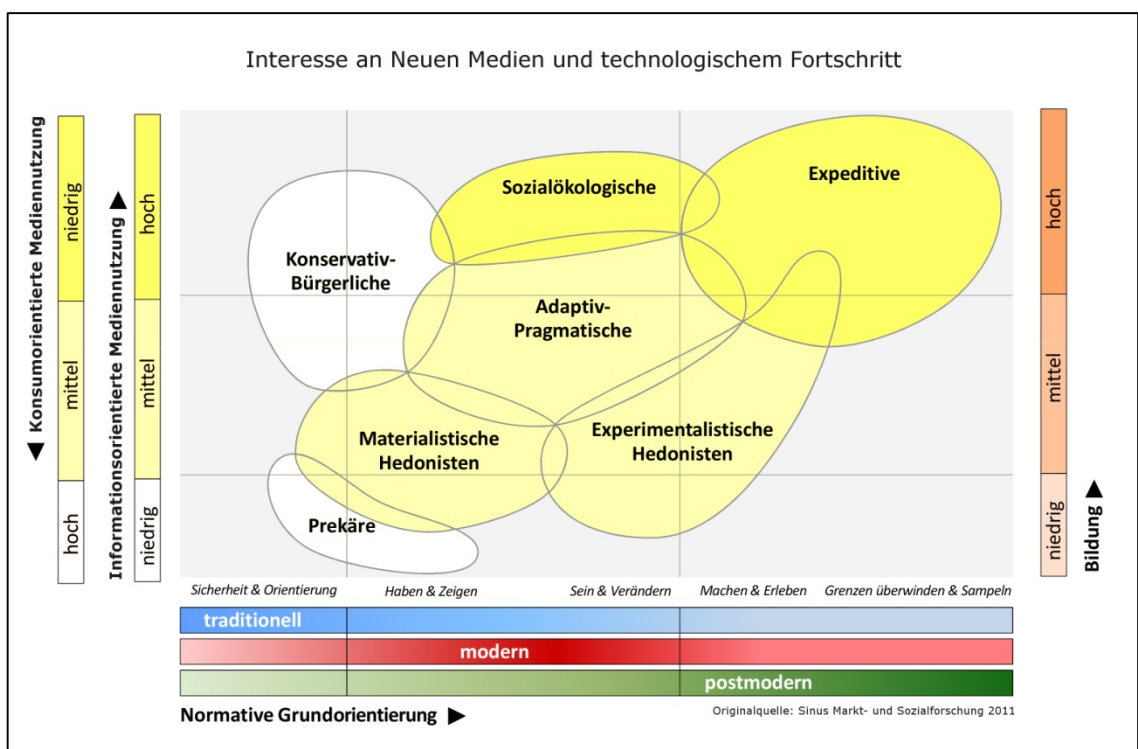 Interesse an Neuen Medien und technologischem Fortschritt
◄ Konsumorientierte Mediennutzung
niedrig
mittel
hoch
Informationsorientierte Mediennutzung ►
hoch
mittel
niedrig
Konservativ-
Bürgerliche
Sozialökologische
Expeditive
Adaptiv-
Pragmatische
Materialistische
Hedonisten
Experimentalistische
Hedonisten
Prekäre
hoch
mittel
niedrig
Bildung ►
Sicherheit & Orientierung
Haben & Zeigen
Sein & Verändern
Machen & Erleben
Grenzen überwinden & Sampeln
traditionell
modern
postmodern
Normative Grundorientierung ►
Originalquelle: Sinus Markt- und Sozialforschung 2011